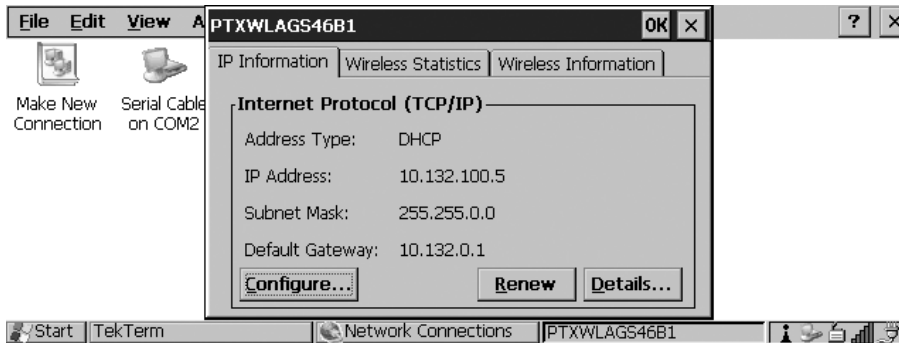 File Edit View A
PTXWLAGS46B1 OK ×
? ×
IP Information Wireless Statistics Wireless Information
Make New Connection
Serial Cable on COM2
Internet Protocol (TCP/IP)
Address Type: DHCP
IP Address: 10.132.100.5
Subnet Mask: 255.255.0.0
Default Gateway: 10.132.0.1
Configure... Renew Details...
Start TekTerm Network Connections PTXWLAGS46B1